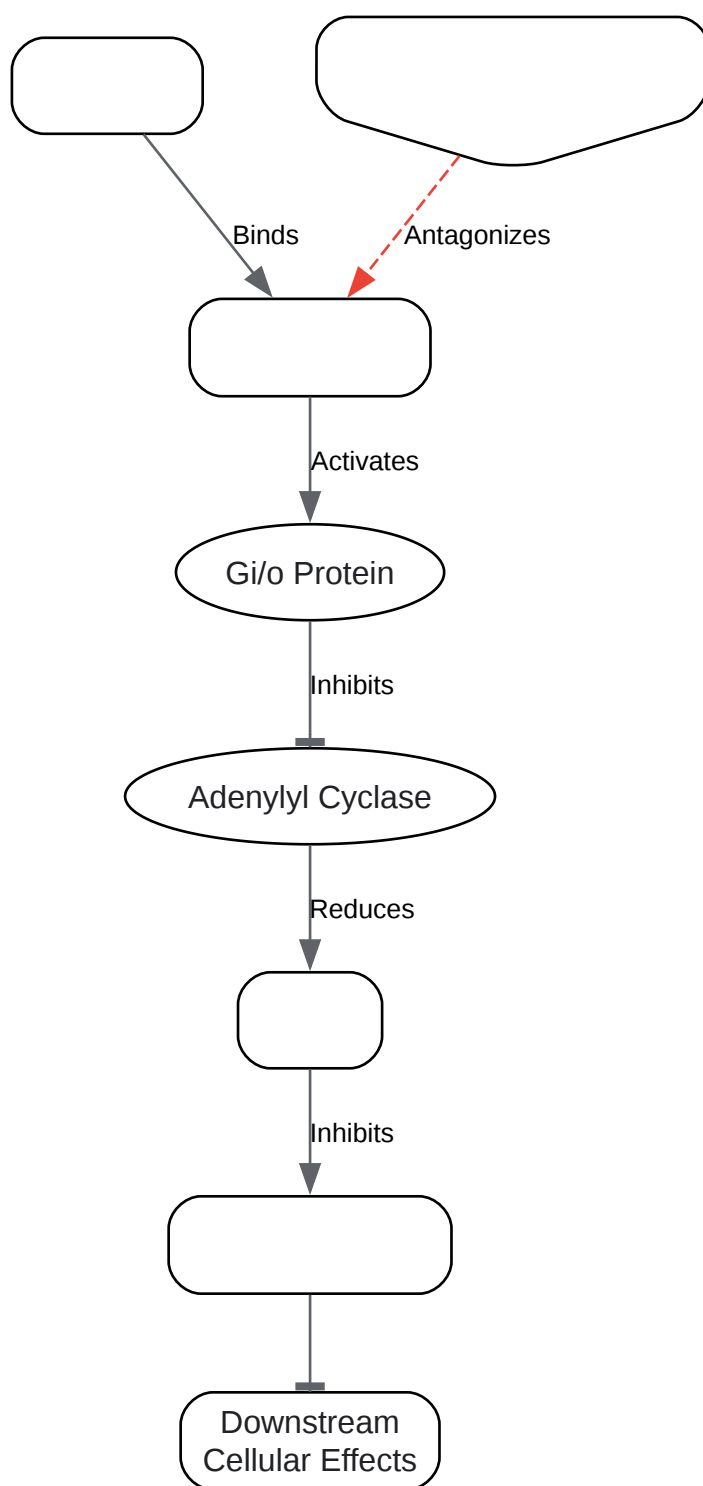 Binds
Antagonizes
Activates
Gi/o Protein
Inhibits
Adenylyl Cyclase
Reduces
Inhibits
Downstream
Cellular Effects